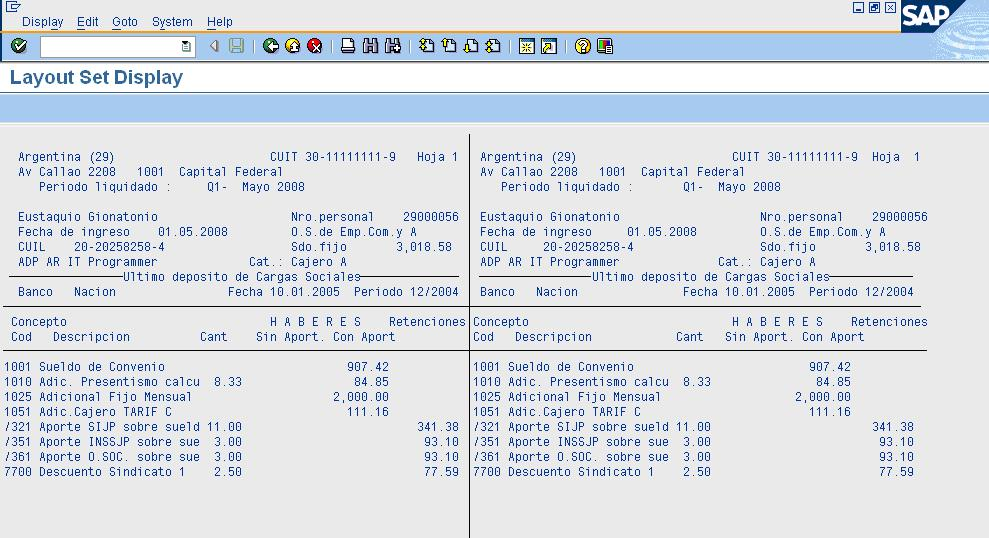 Display Edit Goto System Help
SAP
Layout Set Display
Argentina (29) CUIT 30-11111111-9 Hoja 1 Argentina (29) CUIT 30-11111111-9 Hoja 1
Av Callao 2208 1001 Capital Federal Av Callao 2208 1001 Capital Federal
Periodo liquidado : Q1- Mayo 2008 Periodo liquidado : Q1- Mayo 2008
Eustaquio Gionatonio Nro.personal 29000056 Eustaquio Gionatonio Nro.personal 29000056
Fecha de ingreso 01.05.2008 O.S.de Emp.Com.y A Fecha de ingreso 01.05.2008 O.S.de Emp.Com.y A
CUIL 20-20258258-4 Sdo.fijo 3,018.58 CUIL 20-20258258-4 Sdo.fijo 3,018.58
ADP AR IT Programmer Cat.: Cajero A ADP AR IT Programmer Cat.: Cajero A
Ultimo deposito de Cargas Sociales Ultimo deposito de Cargas Sociales
Banco Nacion Fecha 10.01.2005 Periodo 12/2004 Banco Nacion Fecha 10.01.2005 Periodo 12/2004
Concepto H A B E R E S Retenciones Concepto H A B E R E S Retenciones
Cod Descripcion Cant Sin Aport. Con Aport Cod Descripcion Cant Sin Aport. Con Aport
1001 Sueldo de Convenio 907.42 1001 Sueldo de Convenio 907.42
1010 Adic. Presentismo calcu 8.33 84.85 1010 Adic. Presentismo calcu 8.33 84.85
1025 Adicional Fijo Mensual 2,000.00 1025 Adicional Fijo Mensual 2,000.00
1051 Adic.Cajero TARIF C 111.16 1051 Adic.Cajero TARIF C 111.16
/321 Aporte SIJP sobre sueld 11.00 341.38 /321 Aporte SIJP sobre sueld 11.00 341.38
/351 Aporte INSSJP sobre sue 3.00 93.10 /351 Aporte INSSJP sobre sue 3.00 93.10
/361 Aporte O.SOC. sobre sue 3.00 93.10 /361 Aporte O.SOC. sobre sue 3.00 93.10
7700 Descuento Sindicato 1 2.50 77.59 7700 Descuento Sindicato 1 2.50 77.59